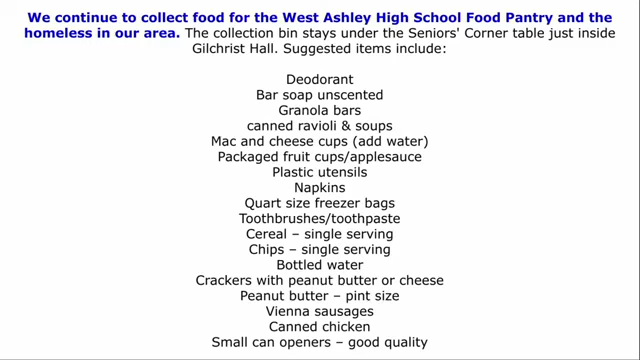 We continue to collect food for the West Ashley High School Food Pantry and the
homeless in our area. The collection bin stays under the Seniors' Corner table just inside
Gilchrist Hall. Suggested items include:
Deodorant
Bar soap unscented
Granola bars
canned ravioli & soups
Mac and cheese cups (add water)
Packaged fruit cups/applesauce
Plastic utensils
Napkins
Quart size freezer bags
Toothbrushes/toothpaste
Cereal – single serving
Chips – single serving
Bottled water
Crackers with peanut butter or cheese
Peanut butter – pint size
Vienna sausages
Canned chicken
Small can openers – good quality